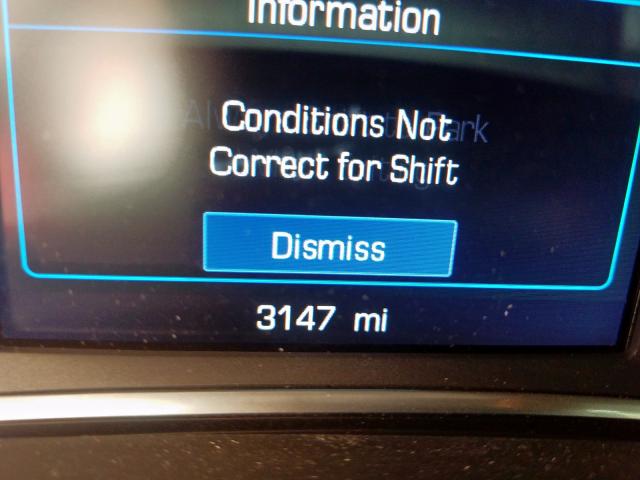 Information
Conditions Not
Correct for Shift
Dismiss
3147 mi